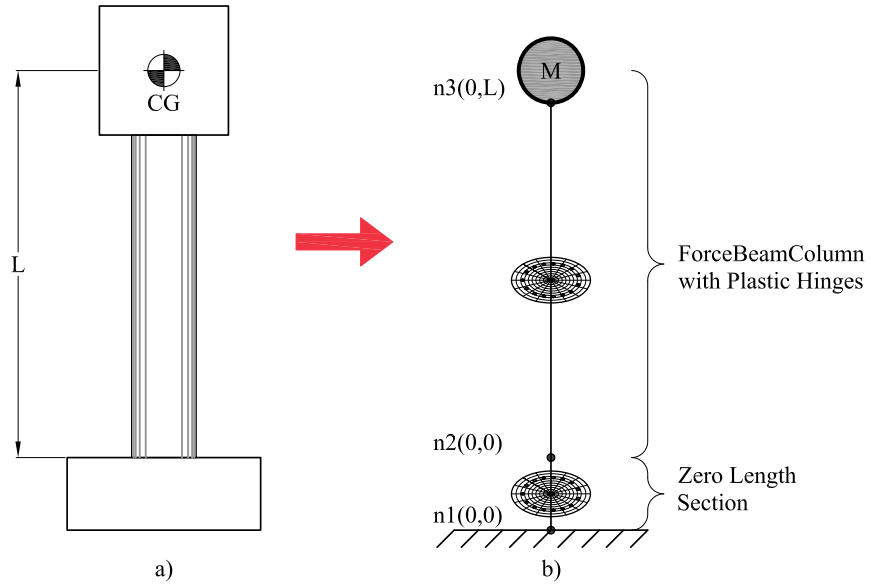 CG
L
a)
M
n3(0,L)
ForceBeamColumn
with Plastic Hinges
n2(0,0)
Zero Length
Section
n1(0,0)
b)